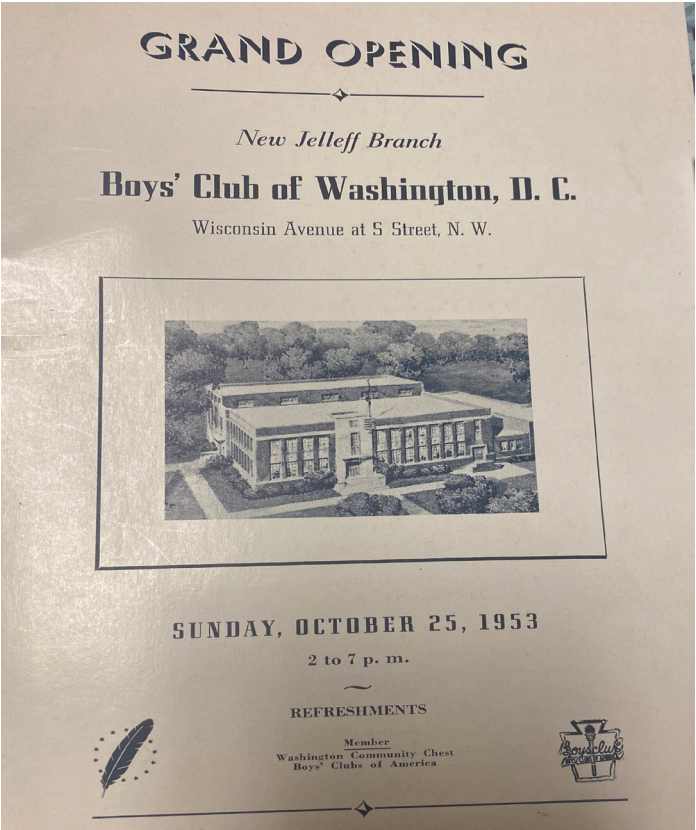 GRAND OPENING
New Jelleff Branch
Boys' Club of Washington, D. C.
Wisconsin Avenue at S Street, N. W.
SUNDAY, OCTOBER 25, 1953
2 to 7 p. m.
REFRESHMENTS
Member
Washington Community Chest
Boys' Clubs of America
Boysclub